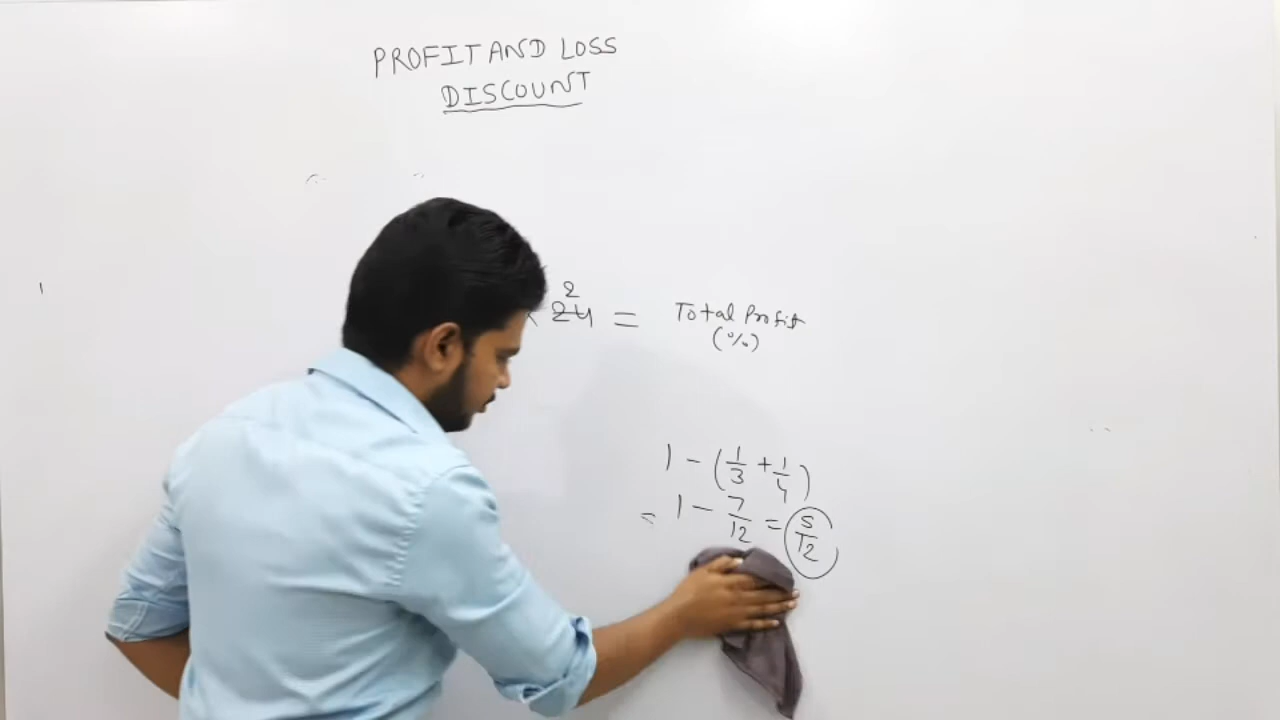 PROFIT AND LOSS
DISCOUNT
2
× 24 = Total Profit
(%)
1 - (1/3 + 1/4)
= 1 - 7/12 = 5/12